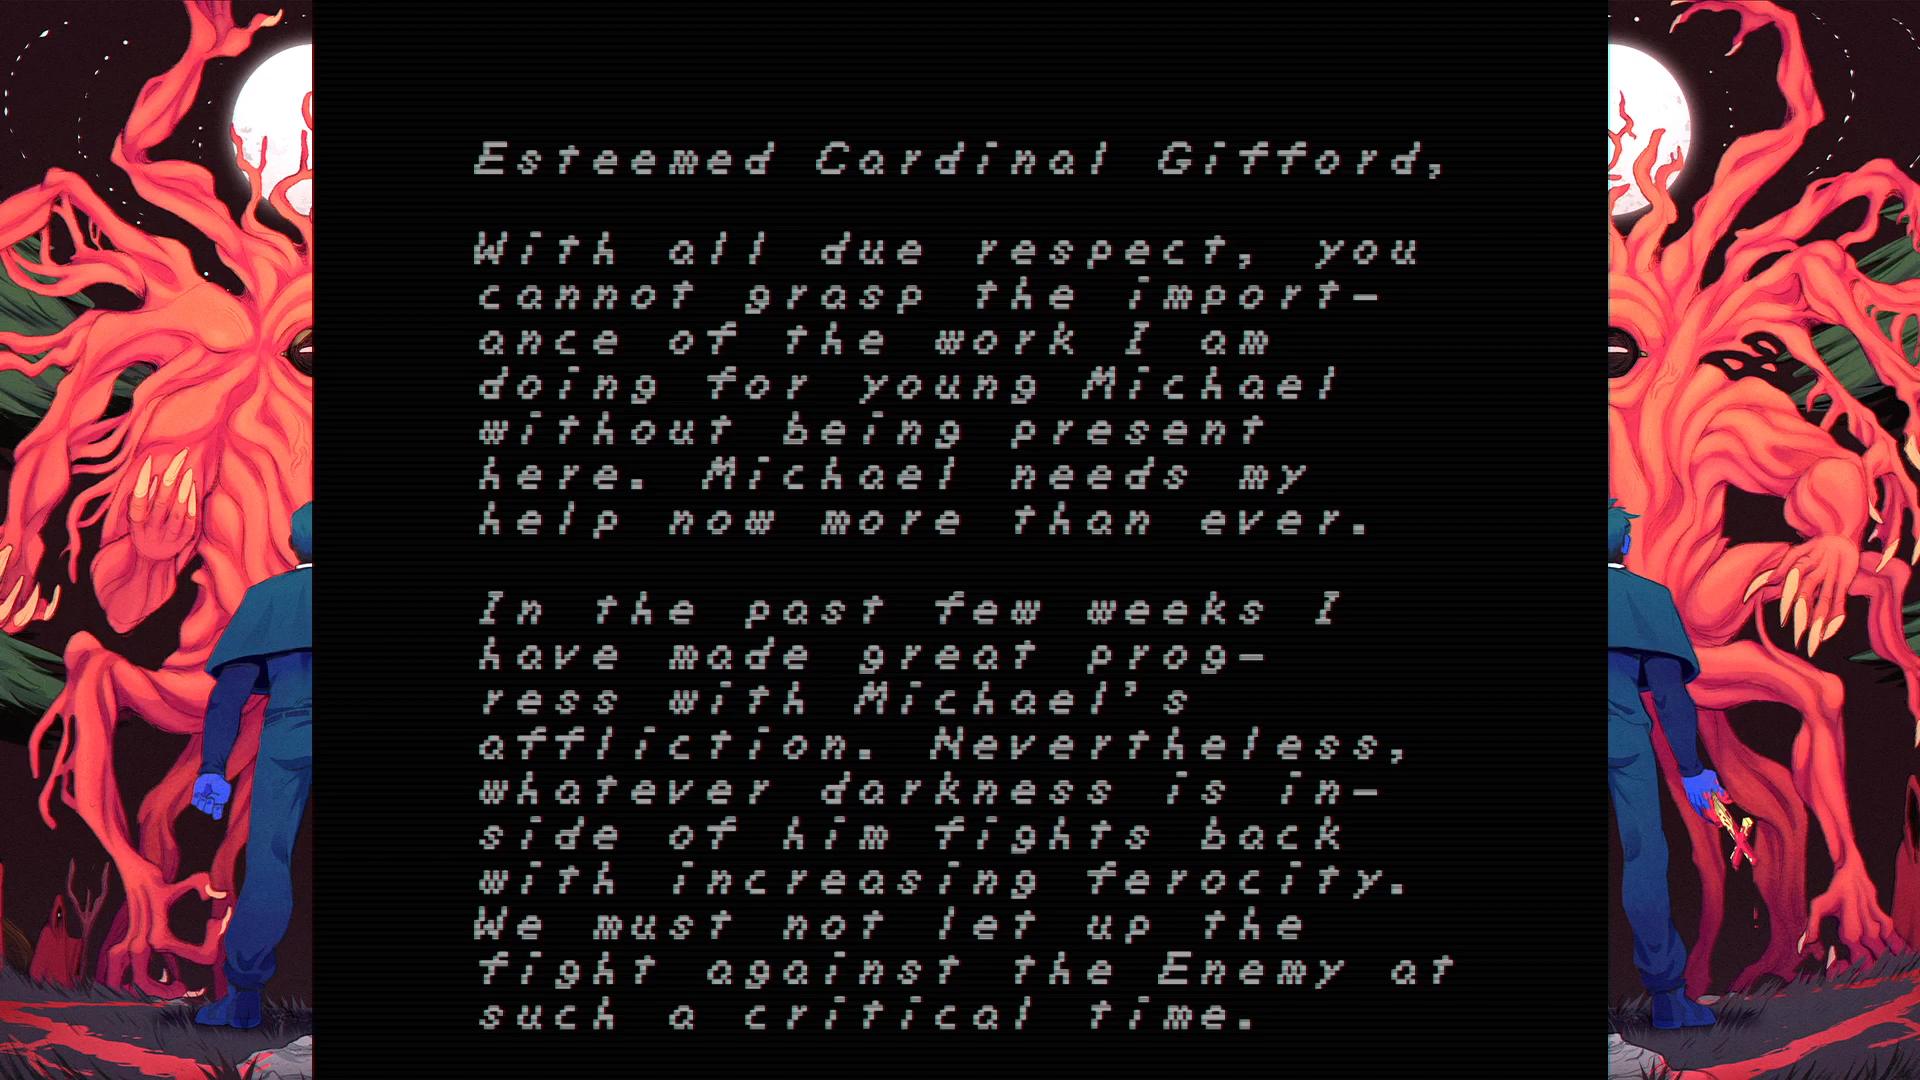 Esteemed Cardinal Gifford,
With all due respect, you
cannot grasp the import-
ance of the work I am
doing for young Michael
without being present
here. Michael needs my
help now more than ever.
In the past few weeks I
have made great prog-
ress with Michael's
affliction. Nevertheless,
whatever darkness is in-
side of him fights back
with increasing ferocity.
We must not let up the
fight against the Enemy at
such a critical time.